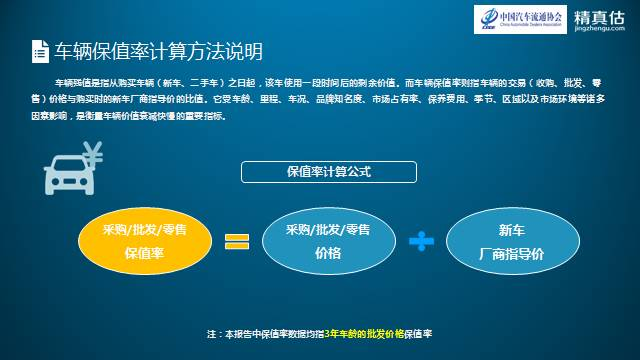 中国汽车流通协会
China Automobile Dealers Association
精真估
jingzhengu.com
车辆保值率计算方法说明
车辆残值是指从购买车辆（新车、二手车）之日起，该车使用一段时间后的剩余价值。而车辆保值率则指车辆的交易（收购、批发、零
售）价格与购买时的新车厂商指导价的比值。它受车龄、里程、车况、品牌知名度、市场占有率、保养费用、季节、区域以及市场环境等诸多
因素影响，是衡量车辆价值衰减快慢的重要指标。
¥
保值率计算公式
采购/批发/零售
保值率
=
采购/批发/零售
价格
÷
新车
厂商指导价
注：本报告中保值率数据均指3年车龄的批发价格保值率